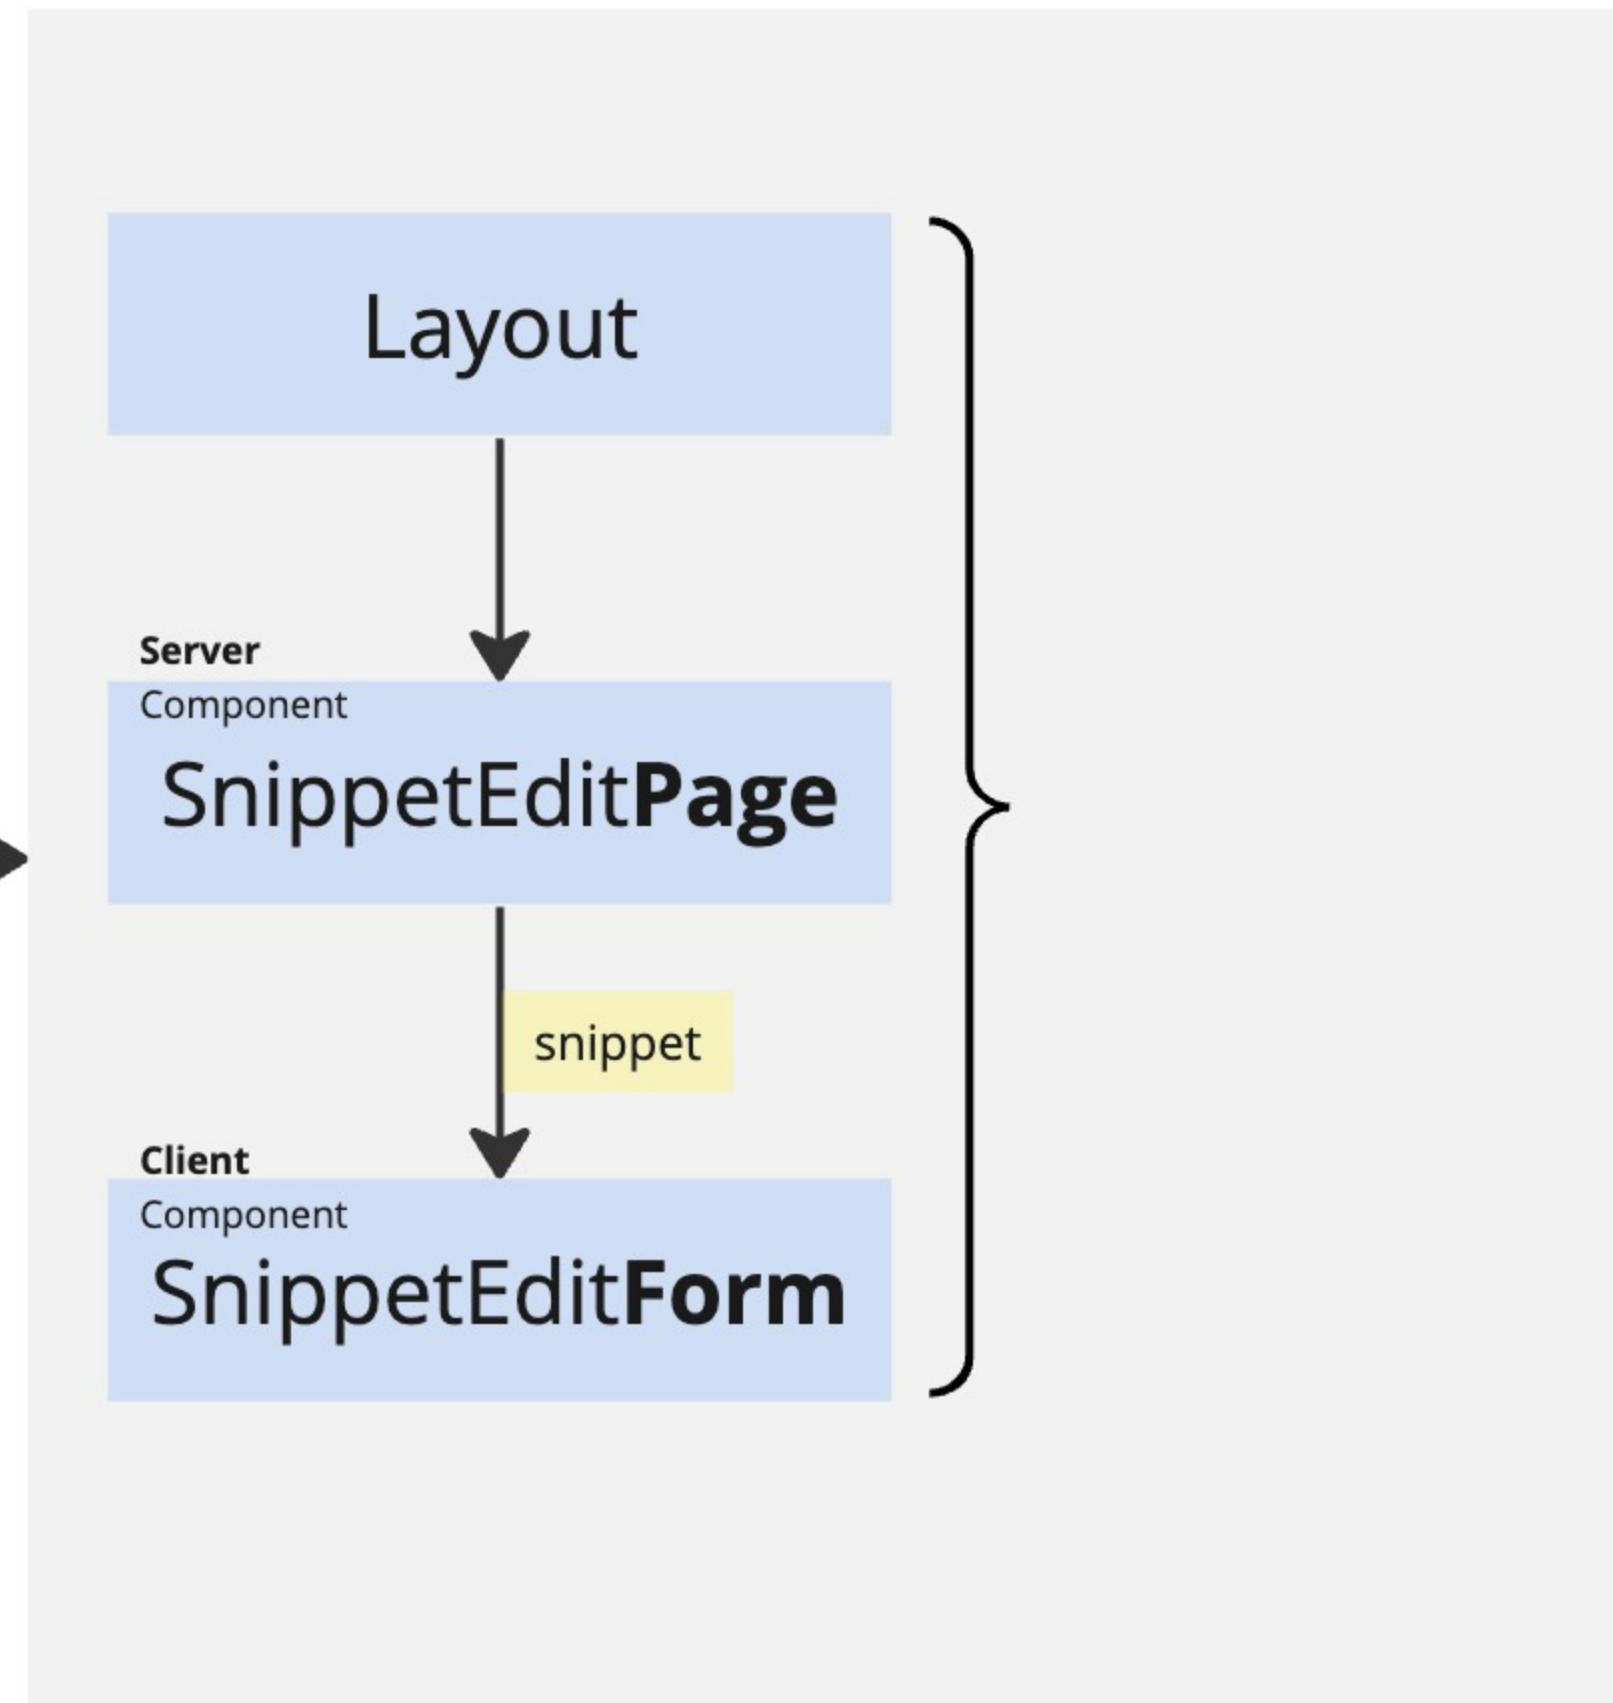 Layout
Server
Component
SnippetEditPage
snippet
Client
Component
SnippetEditForm